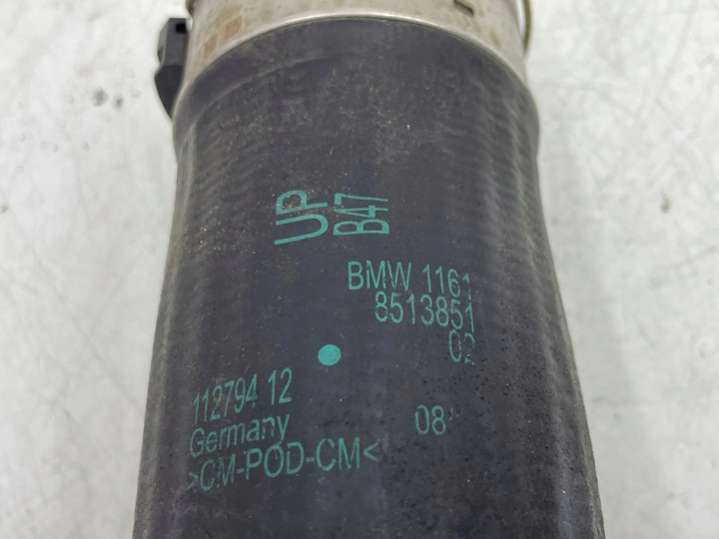 UP
B47
BMW 1161
8513851
02
112794 12
Germany
>CM-POD-CM<
08